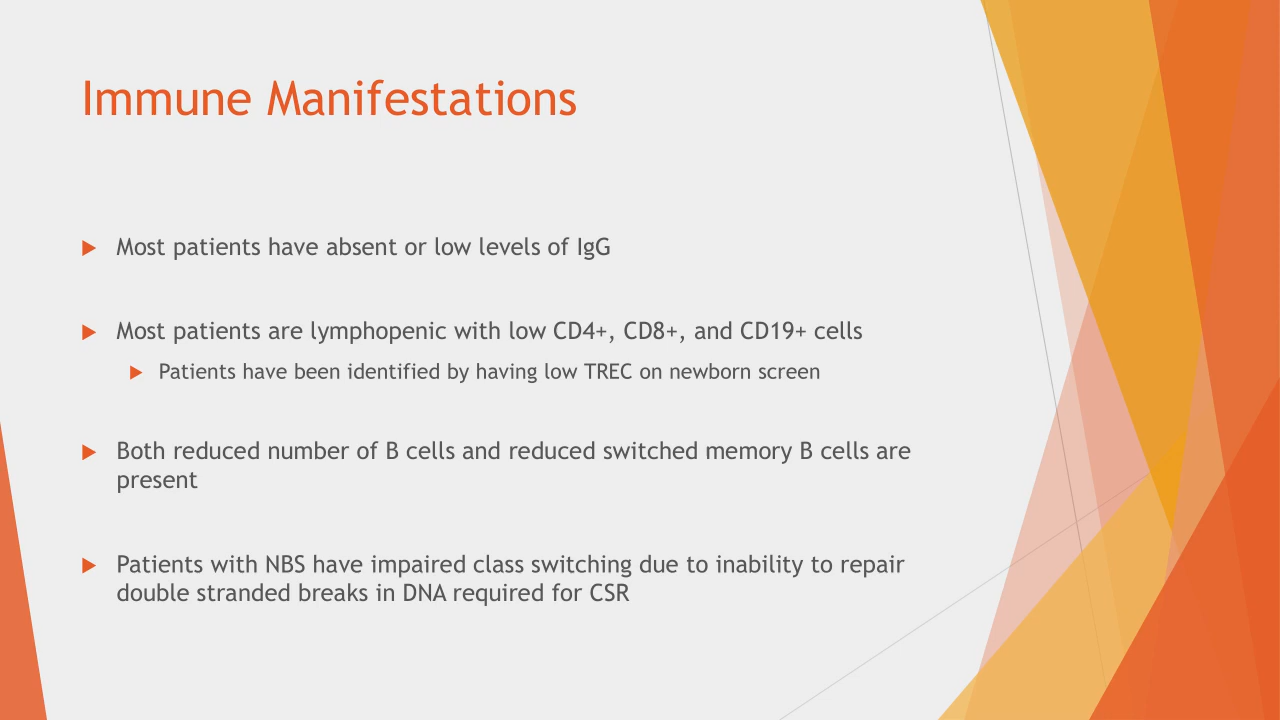 Immune Manifestations
Most patients have absent or low levels of IgG
Most patients are lymphopenic with low CD4+, CD8+, and CD19+ cells
Patients have been identified by having low TREC on newborn screen
Both reduced number of B cells and reduced switched memory B cells are
present
Patients with NBS have impaired class switching due to inability to repair
double stranded breaks in DNA required for CSR